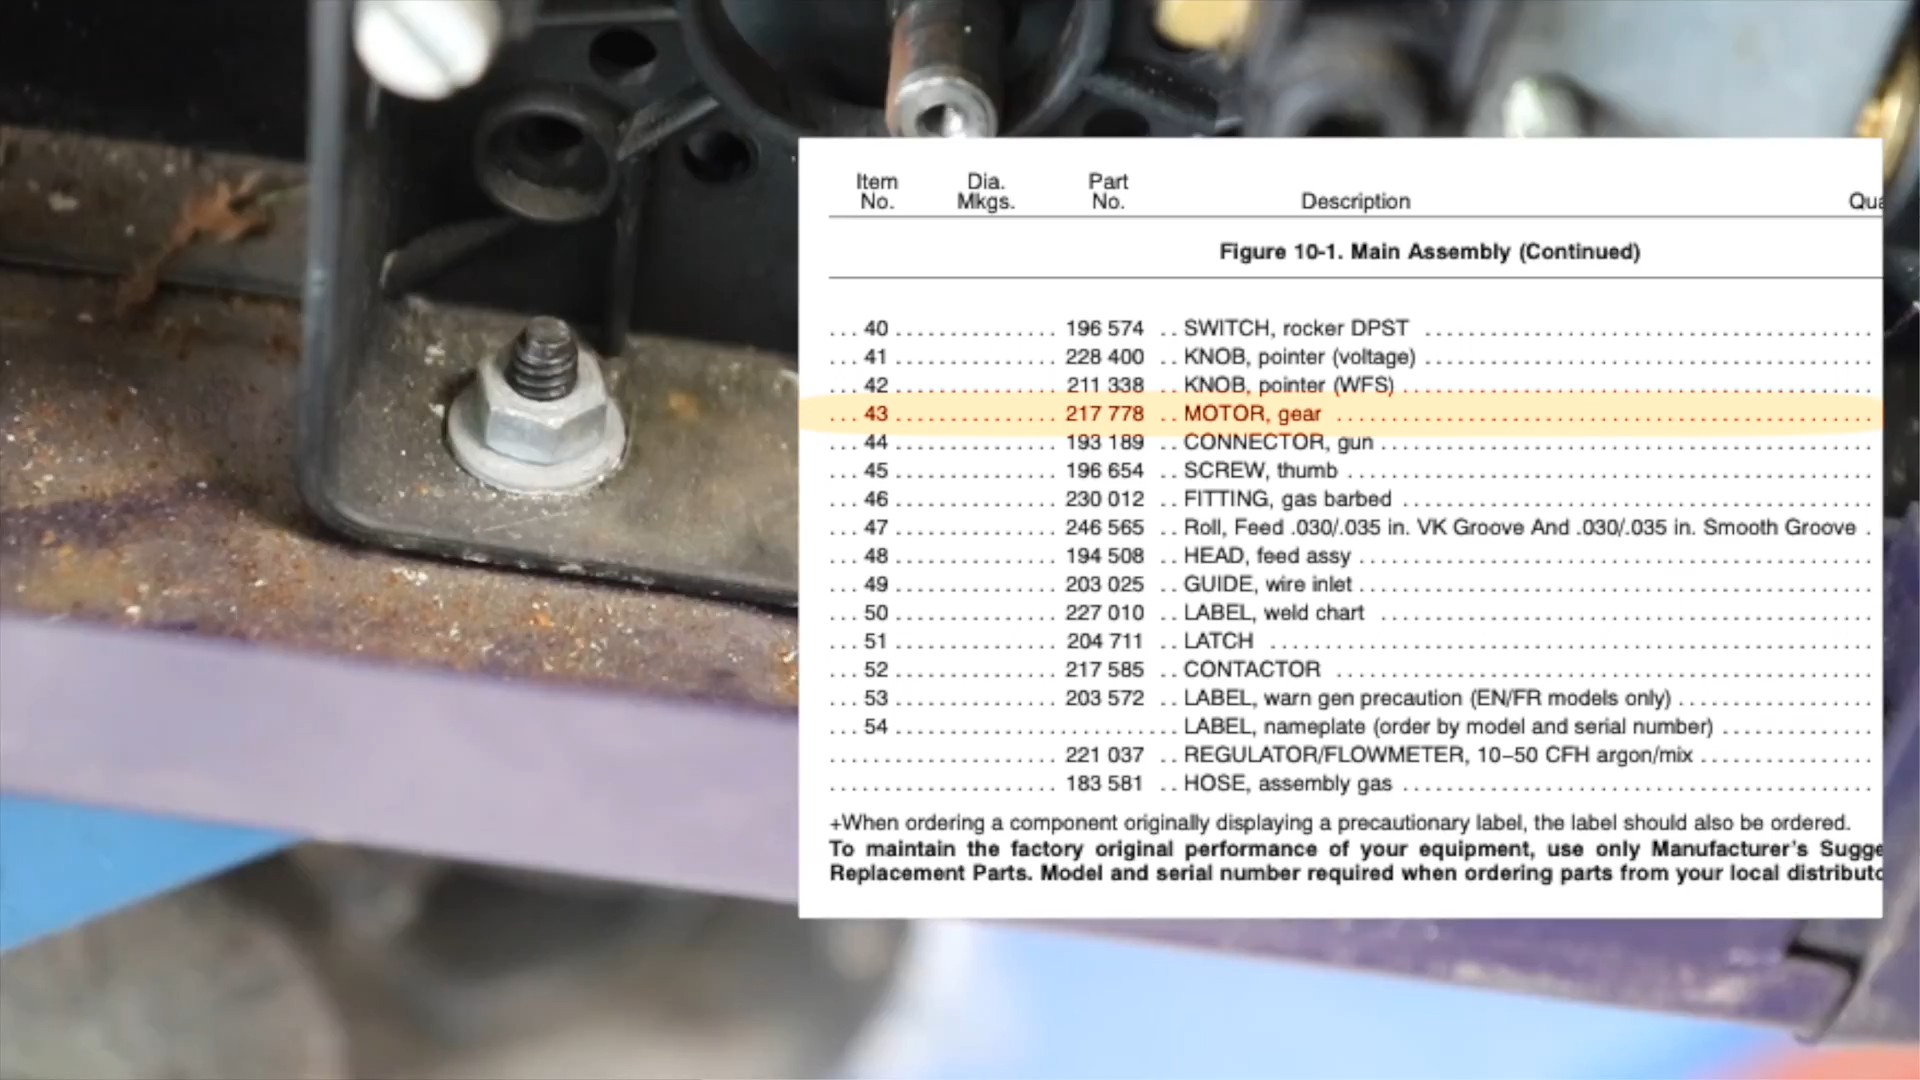 Item Dia. Part
No. Mkgs. No. Description
Figure 10-1. Main Assembly (Continued)
... 40 .......................... 196 574 .. SWITCH, rocker DPST ..........................
... 41 .......................... 228 400 .. KNOB, pointer (voltage) ..........................
... 42 .......................... 211 338 .. KNOB, pointer (WFS) ..........................
... 43 .......................... 217 778 .. MOTOR, gear ..........................
... 44 .......................... 193 189 .. CONNECTOR, gun ..........................
... 45 .......................... 196 654 .. SCREW, thumb ..........................
... 46 .......................... 230 012 .. FITTING, gas barbed ..........................
... 47 .......................... 246 565 .. Roll, Feed .030/.035 in. VK Groove And .030/.035 in. Smooth Groove .
... 48 .......................... 194 508 .. HEAD, feed assy ..........................
... 49 .......................... 203 025 .. GUIDE, wire inlet ..........................
... 50 .......................... 227 010 .. LABEL, weld chart ..........................
... 51 .......................... 204 711 .. LATCH ..........................
... 52 .......................... 217 585 .. CONTACTOR ..........................
... 53 .......................... 203 572 .. LABEL, warn gen precaution (EN/FR models only) ..........................
... 54 .......................... LABEL, nameplate (order by model and serial number) ..........................
.......................... 221 037 .. REGULATOR/FLOWMETER, 10–50 CFH argon/mix ..........................
.......................... 183 581 .. HOSE, assembly gas ..........................
+When ordering a component originally displaying a precautionary label, the label should also be ordered.
To maintain the factory original performance of your equipment, use only Manufacturer's
Replacement Parts. Model and serial number required when ordering parts from your local